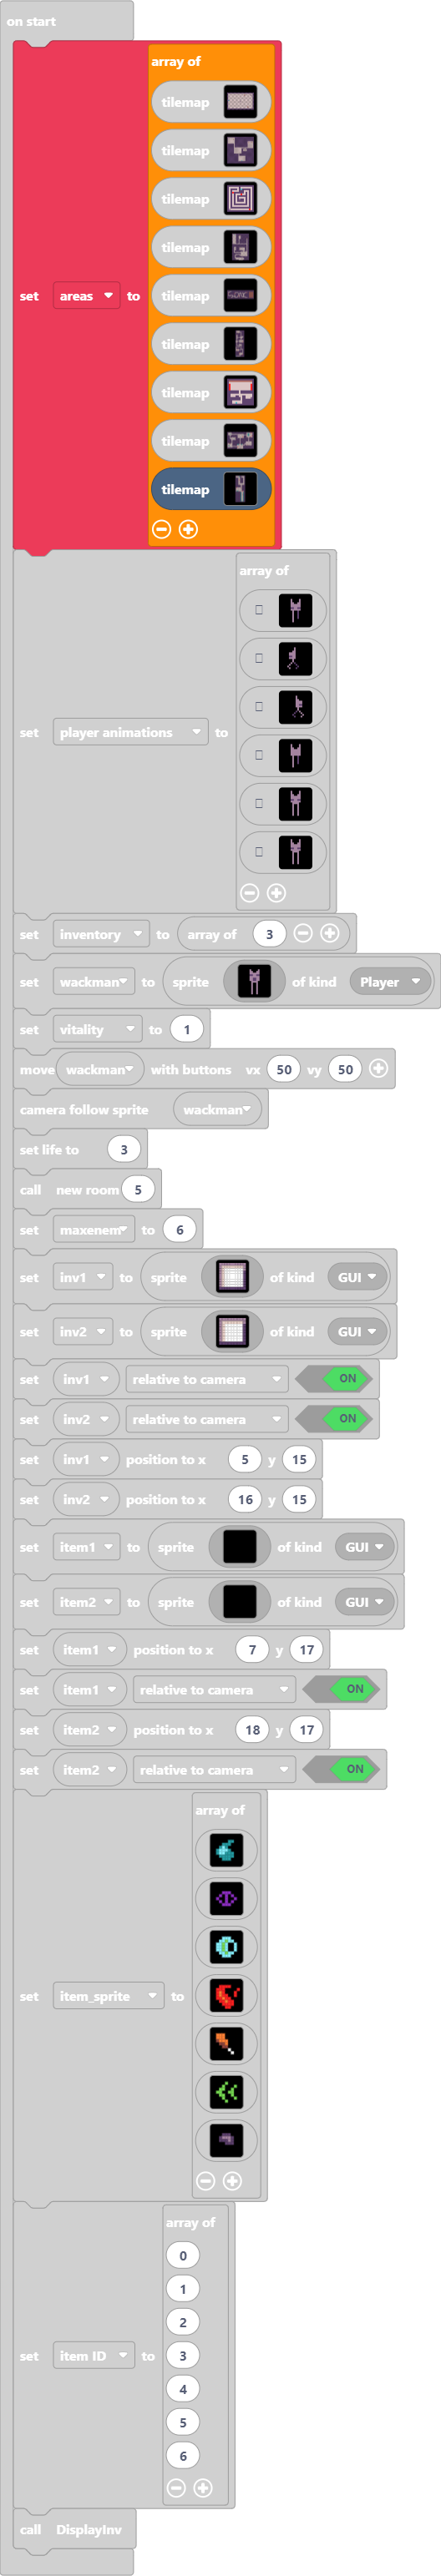 on start
array of
tilemap
tilemap
tilemap
tilemap
set areas to tilemap
tilemap
tilemap
tilemap
tilemap
array of
set player animations to
set inventory to array of 3
set wackman to sprite of kind Player
set vitality to 1
move wackman with buttons vx 50 vy 50
camera follow sprite wackman
set life to 3
call new room 5
set maxenem to 6
set inv1 to sprite of kind GUI
set inv2 to sprite of kind GUI
set inv1 relative to camera ON
set inv2 relative to camera ON
set inv1 position to x 5 y 15
set inv2 position to x 16 y 15
set item1 to sprite of kind GUI
set item2 to sprite of kind GUI
set item1 position to x 7 y 17
set item1 relative to camera ON
set item2 position to x 18 y 17
set item2 relative to camera ON
array of
set item_sprite to
array of
0
1
2
set item ID to 3
4
5
6
call DisplayInv